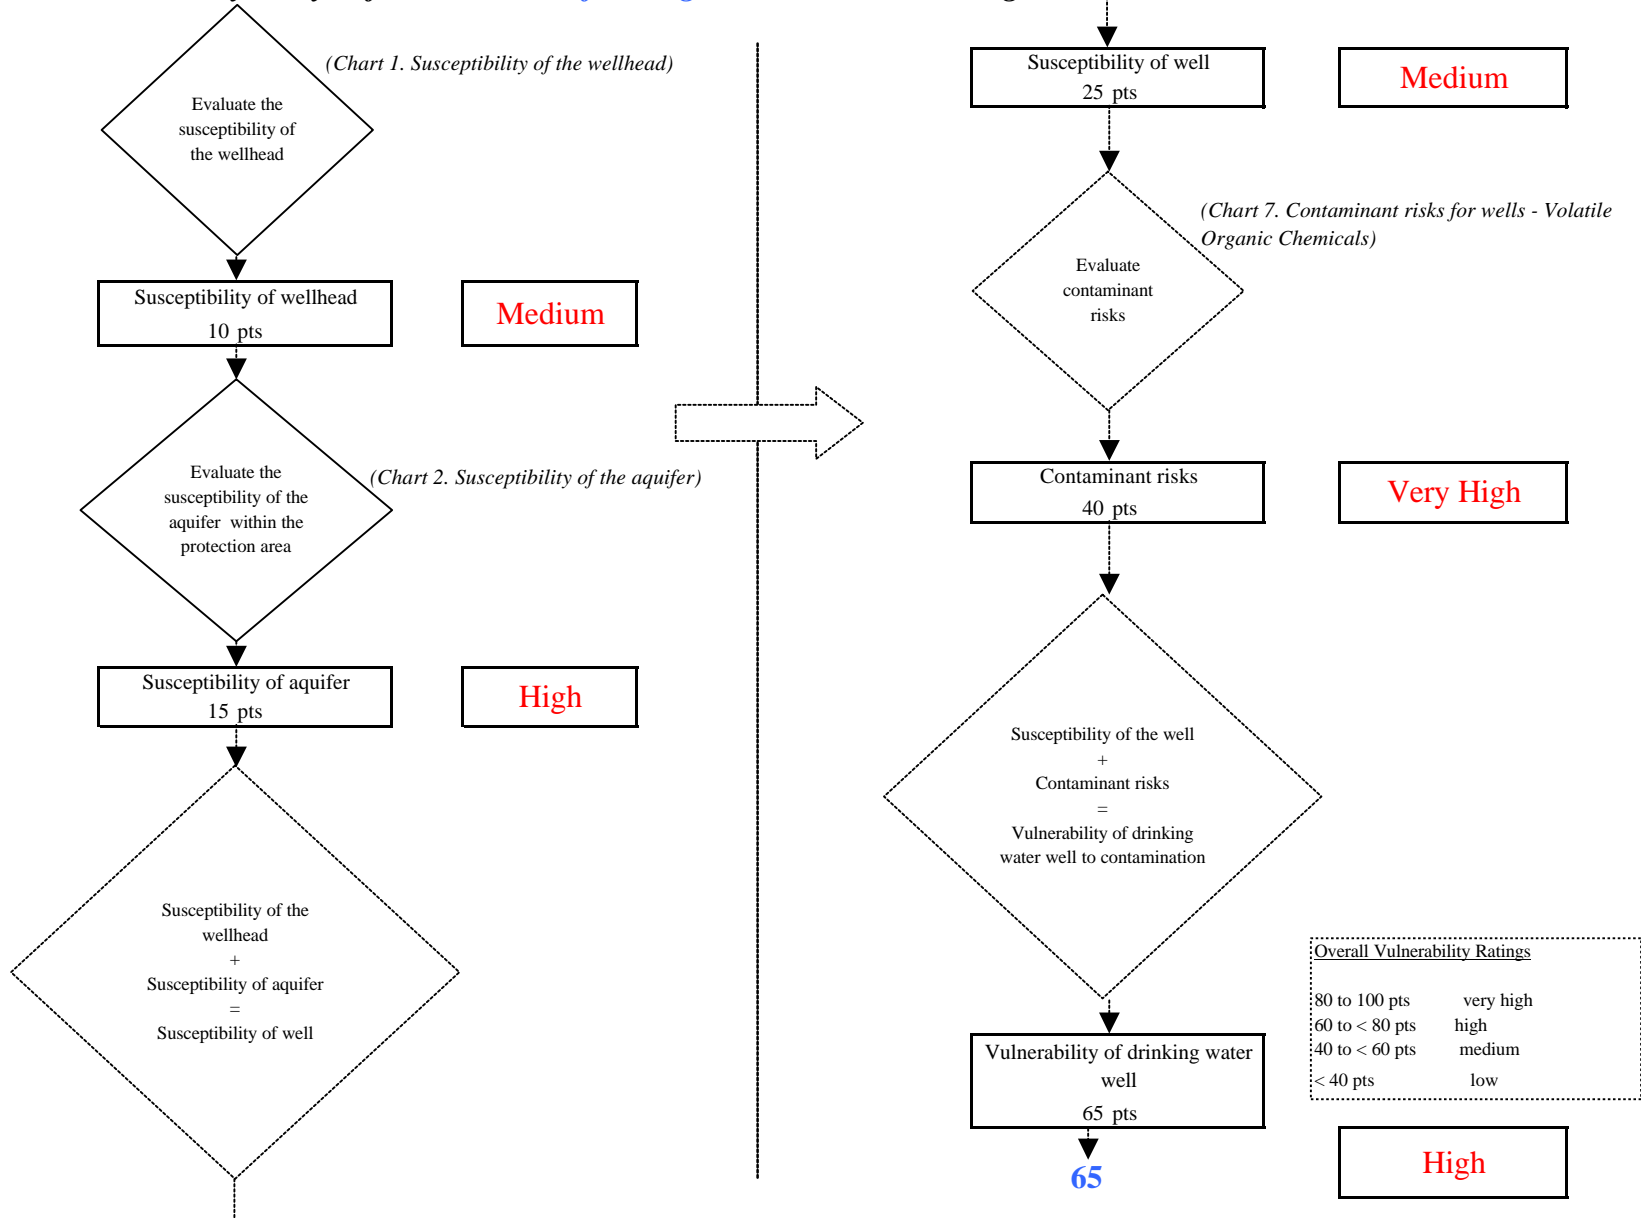 (Chart 1. Susceptibility of the wellhead)
Evaluate the
susceptibility of
the wellhead
Susceptibility of wellhead
10 pts
Medium
Evaluate the
susceptibility of the
aquifer within the
protection area
(Chart 2. Susceptibility of the aquifer)
Susceptibility of aquifer
15 pts
High
Susceptibility of the
wellhead
+
Susceptibility of aquifer
=
Susceptibility of well
Susceptibility of well
25 pts
Medium
(Chart 7. Contaminant risks for wells - Volatile
Organic Chemicals)
Evaluate
contaminant
risks
Contaminant risks
40 pts
Very High
Susceptibility of the well
+
Contaminant risks
=
Vulnerability of drinking
water well to contamination
Overall Vulnerability Ratings
80 to 100 pts very high
60 to < 80 pts high
40 to < 60 pts medium
< 40 pts low
Vulnerability of drinking water
well
65 pts
65
High